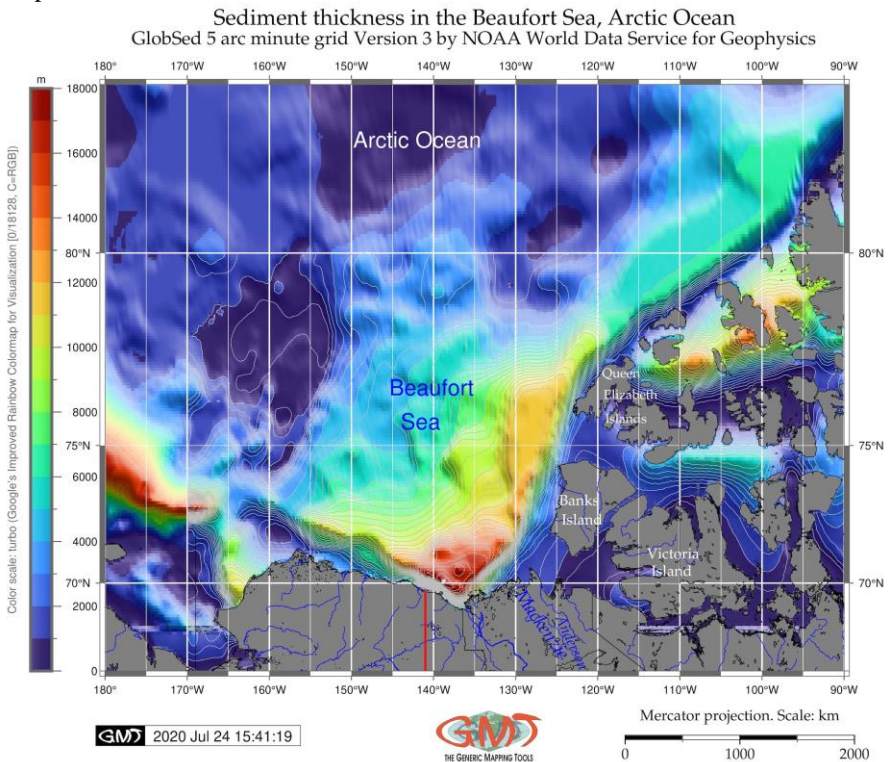 Sediment thickness in the Beaufort Sea, Arctic Ocean
GlobSed 5 arc minute grid Version 3 by NOAA World Data Service for Geophysics
m
180° 170°W 160°W 150°W 140°W 130°W 120°W 110°W 100°W 90°W
18000
16000
14000
12000
10000
8000
6000
4000
2000
0
Color scale: turbo (Google's Improved Rainbow Colormap for Visualization [0/18128, C=RGB])
80°N
75°N
70°N
Arctic Ocean
80°N
Beaufort
Sea
Queen
Elizabeth
Islands
75°N
Banks
Island
Victoria
Island
70°N
Mackenzie
Anderson
180° 170°W 160°W 150°W 140°W 130°W 120°W 110°W 100°W 90°W
GMT 2020 Jul 24 15:41:19
GMT
THE GENERIC MAPPING TOOLS
Mercator projection. Scale: km
0 1000 2000